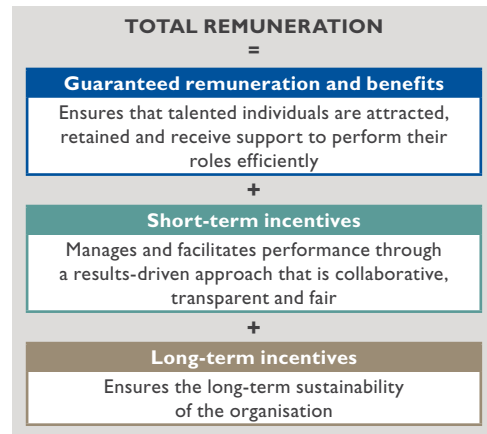 TOTAL REMUNERATION
=
Guaranteed remuneration and benefits
Ensures that talented individuals are attracted,
retained and receive support to perform their
roles efficiently
+
Short-term incentives
Manages and facilitates performance through
a results-driven approach that is collaborative,
transparent and fair
+
Long-term incentives
Ensures the long-term sustainability
of the organisation